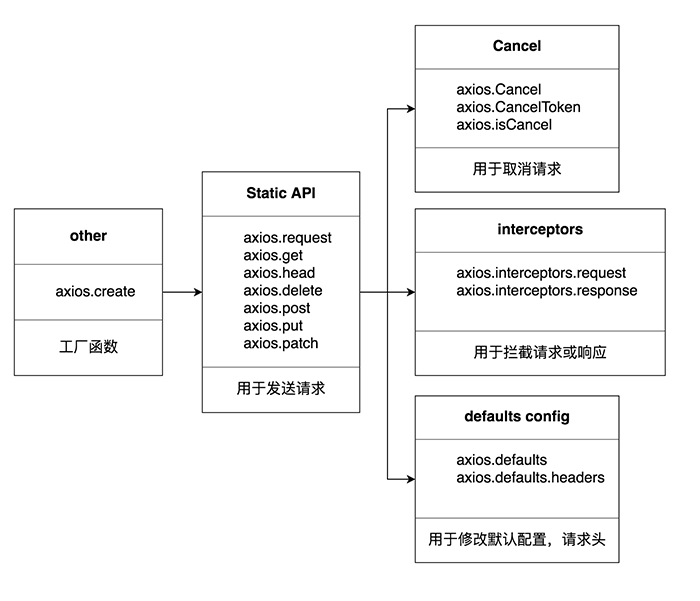 other
axios.create
工厂函数
Static API
axios.request
axios.get
axios.head
axios.delete
axios.post
axios.put
axios.patch
用于发送请求
Cancel
axios.Cancel
axios.CancelToken
axios.isCancel
用于取消请求
interceptors
axios.interceptors.request
axios.interceptors.response
用于拦截请求或响应
defaults config
axios.defaults
axios.defaults.headers
用于修改默认配置，请求头